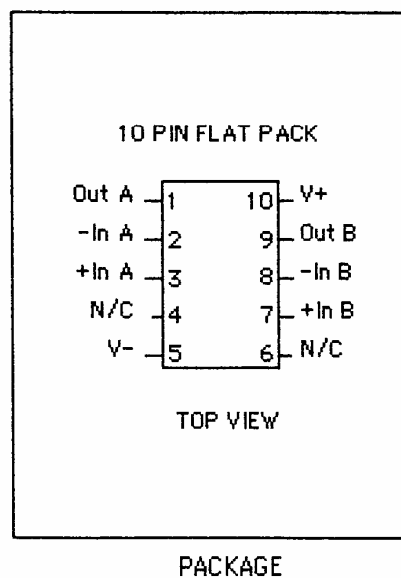 10 PIN FLAT PACK
Out A 1 10 V+
-In A 2 9 Out B
+In A 3 8 -In B
N/C 4 7 +In B
V- 5 6 N/C
TOP VIEW
PACKAGE